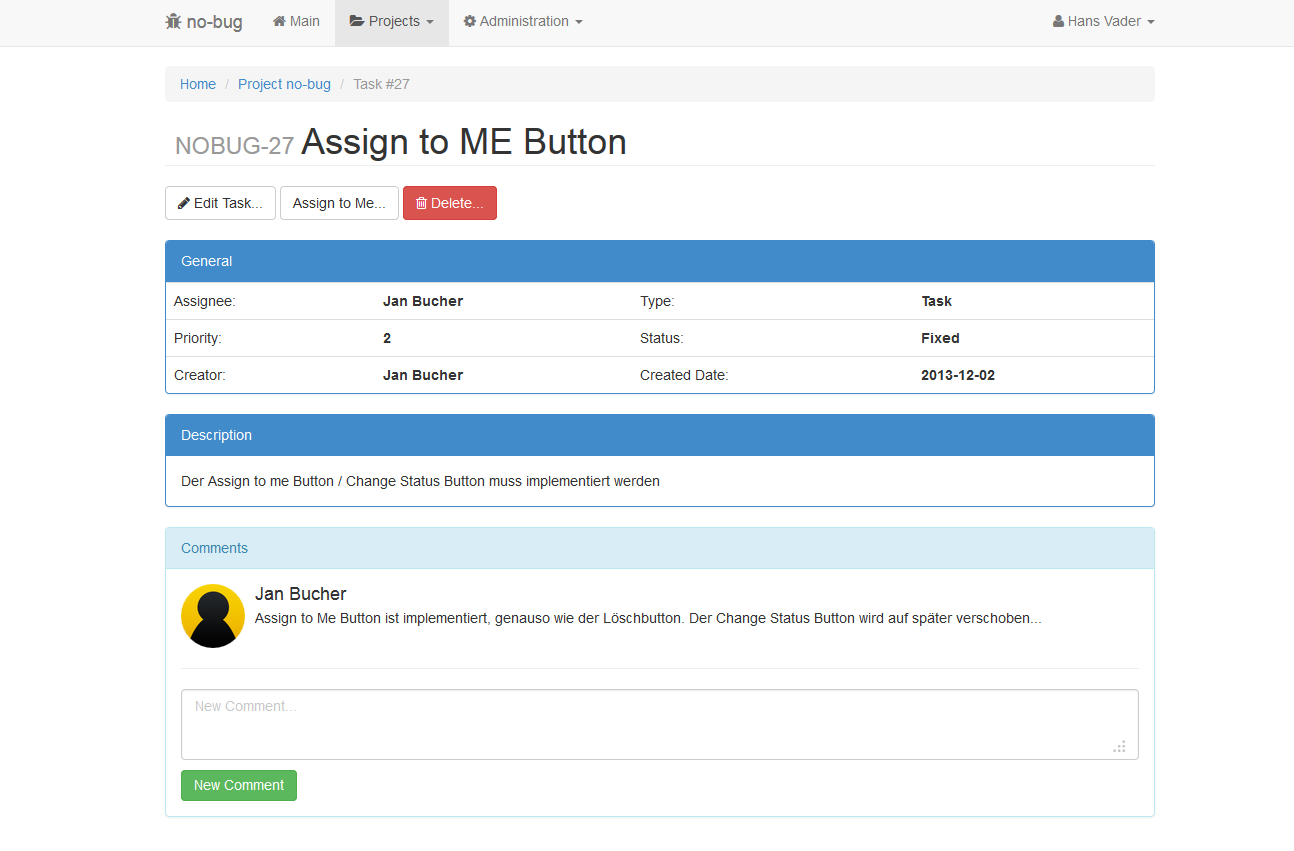 no-bug Main Projects Administration Hans Vader
Home / Project no-bug / Task #27
NOBUG-27 Assign to ME Button
Edit Task... Assign to Me... Delete...
General
Assignee: Jan Bucher Type: Task
Priority: 2 Status: Fixed
Creator: Jan Bucher Created Date: 2013-12-02
Description
Der Assign to me Button / Change Status Button muss implementiert werden
Comments
Jan Bucher
Assign to Me Button ist implementiert, genauso wie der Löschbutton. Der Change Status Button wird auf später verschoben...
New Comment...
New Comment